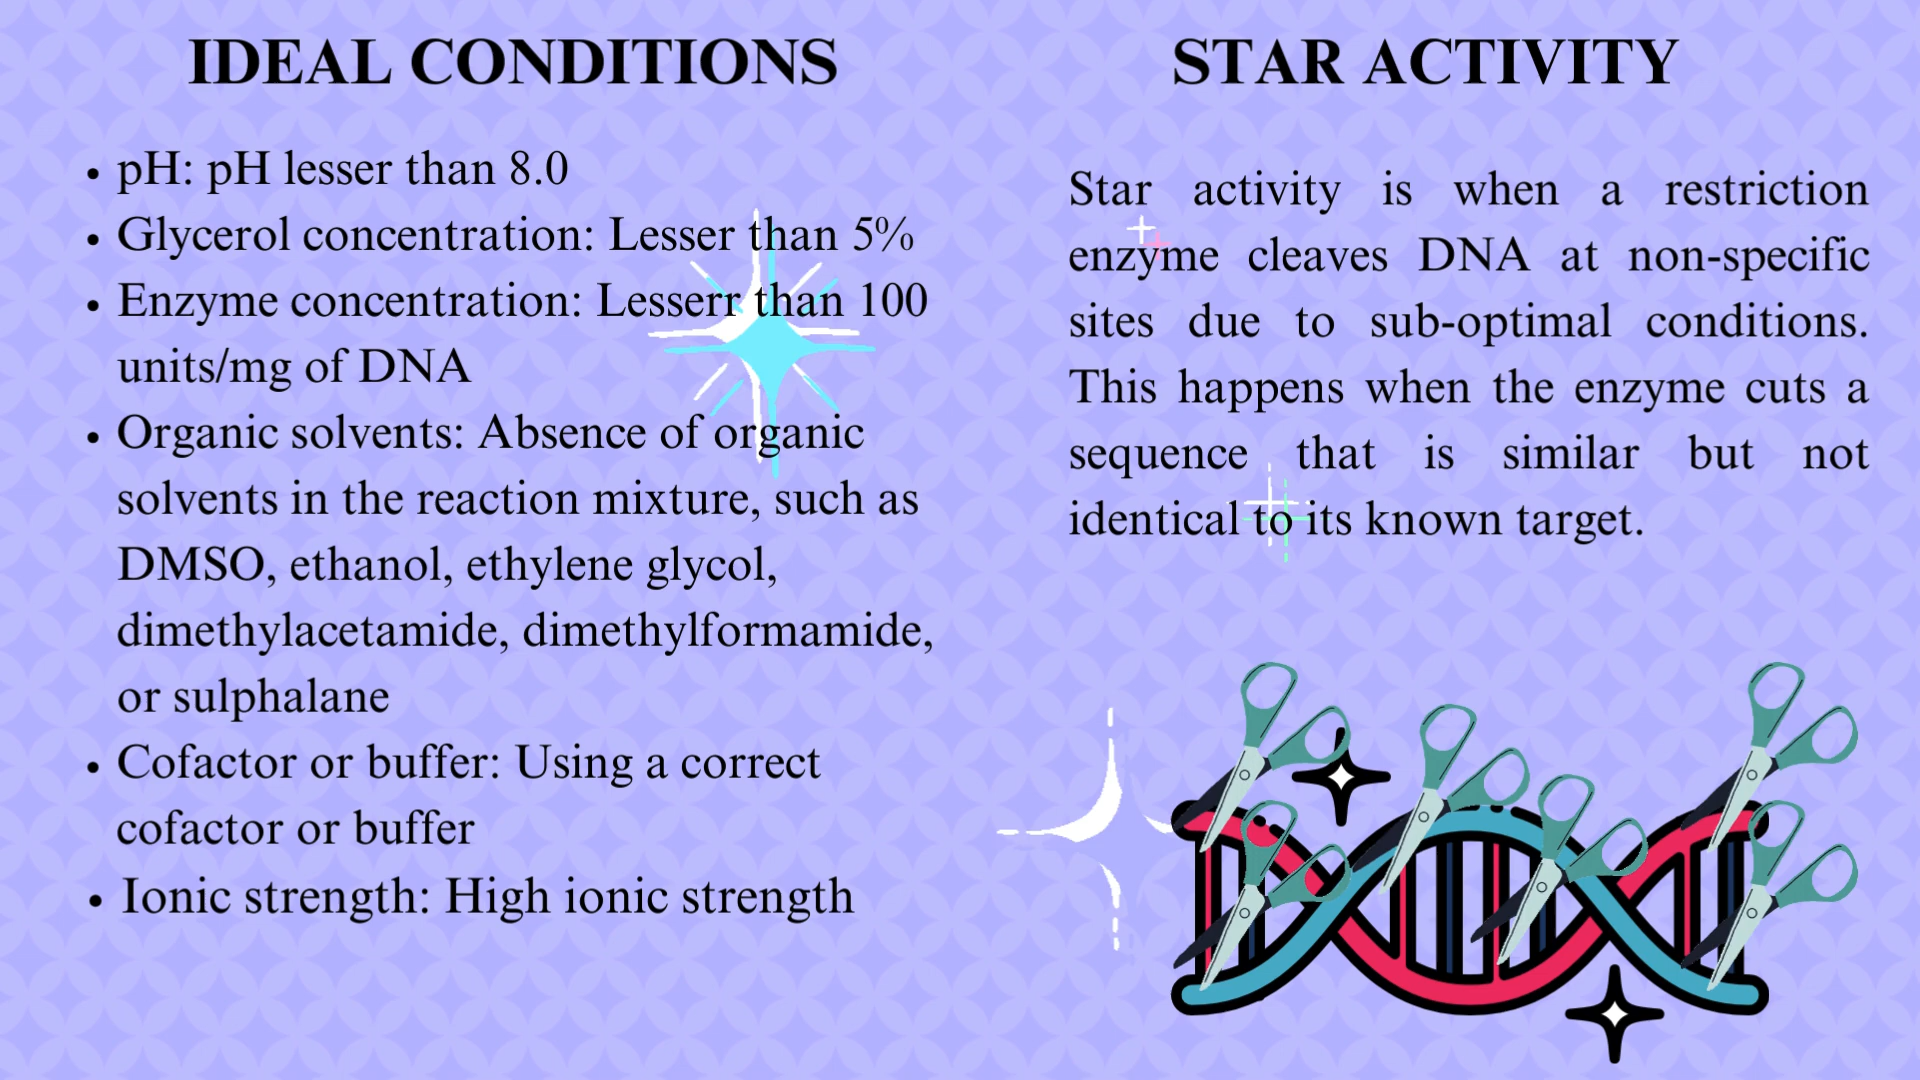 IDEAL CONDITIONS
• pH: pH lesser than 8.0
• Glycerol concentration: Lesser than 5%
• Enzyme concentration: Lesserr than 100
units/mg of DNA
• Organic solvents: Absence of organic
solvents in the reaction mixture, such as
DMSO, ethanol, ethylene glycol,
dimethylacetamide, dimethylformamide,
or sulphalane
• Cofactor or buffer: Using a correct
cofactor or buffer
• Ionic strength: High ionic strength
STAR ACTIVITY
Star activity is when a restriction
enzyme cleaves DNA at non-specific
sites due to sub-optimal conditions.
This happens when the enzyme cuts a
sequence that is similar but not
identical to its known target.